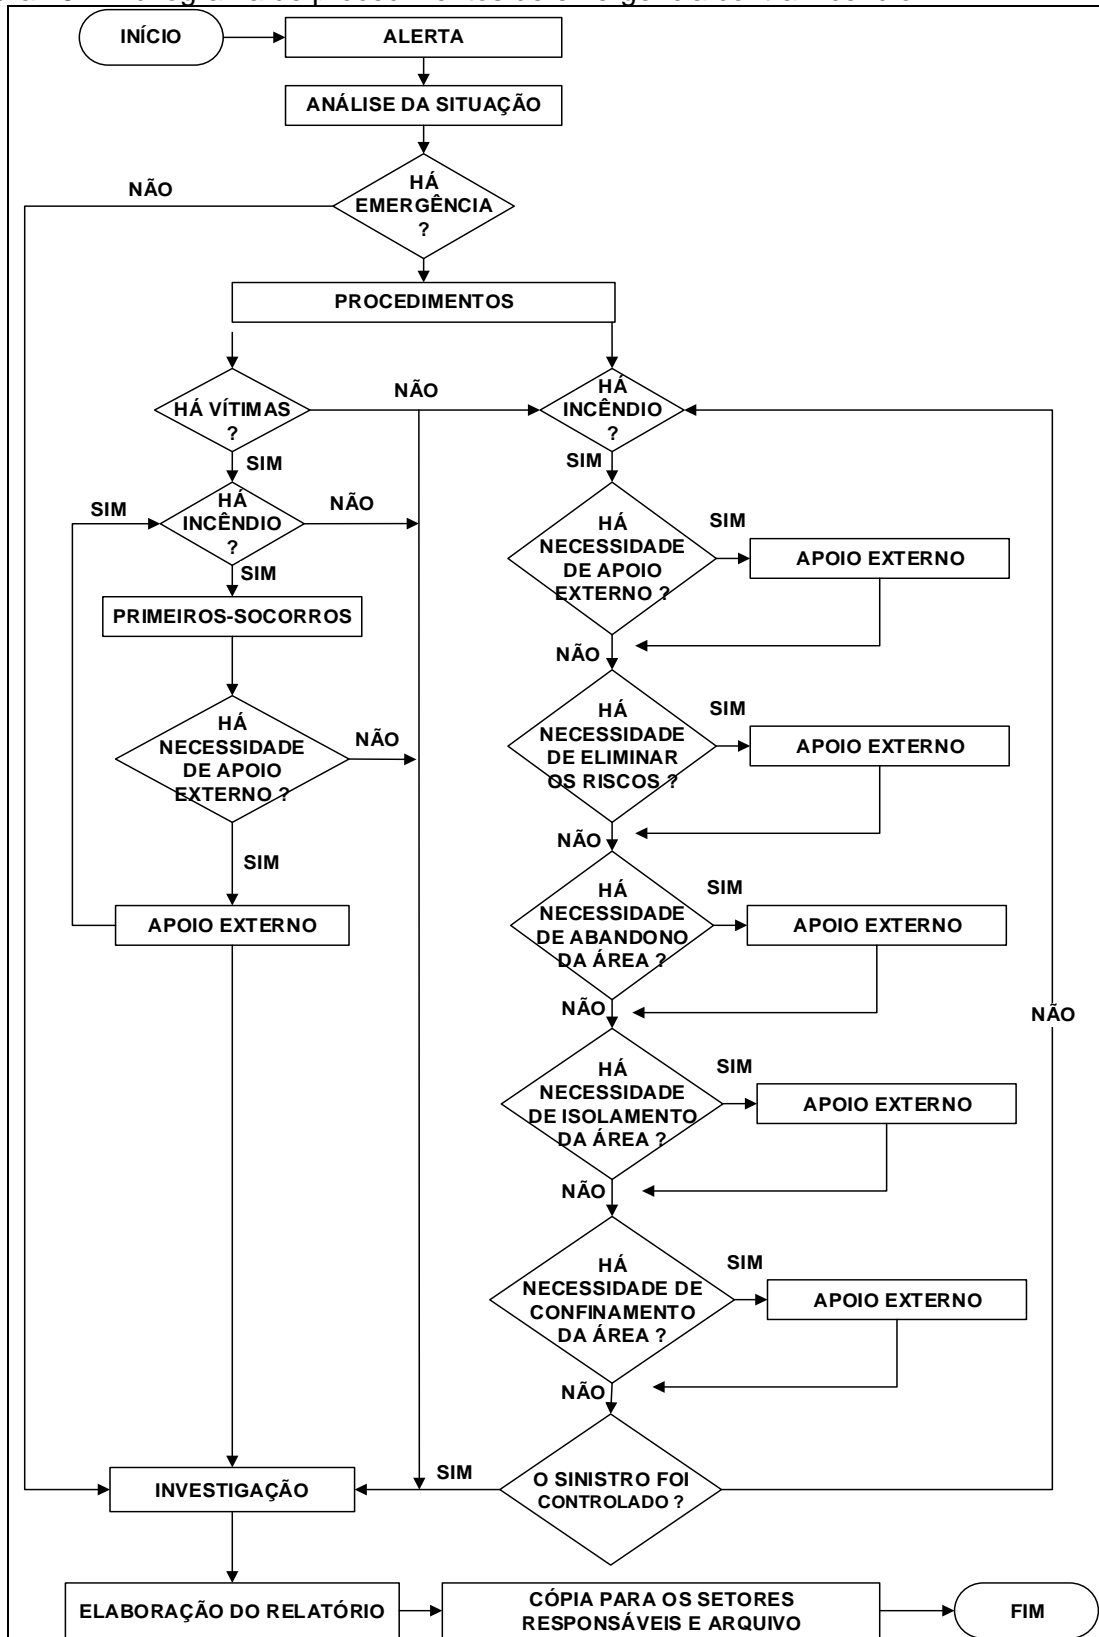 INÍCIO
ALERTA
ANÁLISE DA SITUAÇÃO
NÃO
HÁ
EMERGÊNCIA
?
PROCEDIMENTOS
HÁ VÍTIMAS
?
NÃO
HÁ
INCÊNDIO
?
SIM
SIM
SIM
HÁ
INCÊNDIO
?
NÃO
SIM
HÁ
NECESSIDADE
DE APOIO
EXTERNO ?
SIM
APOIO EXTERNO
PRIMEIROS-SOCORROS
NÃO
HÁ
NECESSIDADE
DE APOIO
EXTERNO ?
NÃO
HÁ
NECESSIDADE
DE ELIMINAR
OS RISCOS ?
SIM
APOIO EXTERNO
NÃO
SIM
APOIO EXTERNO
HÁ
NECESSIDADE
DE ABANDONO
DA ÁREA ?
SIM
APOIO EXTERNO
NÃO
NÃO
HÁ
NECESSIDADE
DE ISOLAMENTO
DA ÁREA ?
SIM
APOIO EXTERNO
NÃO
HÁ
NECESSIDADE DE
CONFINAMENTO
DA ÁREA ?
SIM
APOIO EXTERNO
NÃO
INVESTIGAÇÃO
SIM
O SINISTRO FOI
CONTROLADO ?
ELABORAÇÃO DO RELATÓRIO
CÓPIA PARA OS SETORES
RESPONSÁVEIS E ARQUIVO
FIM